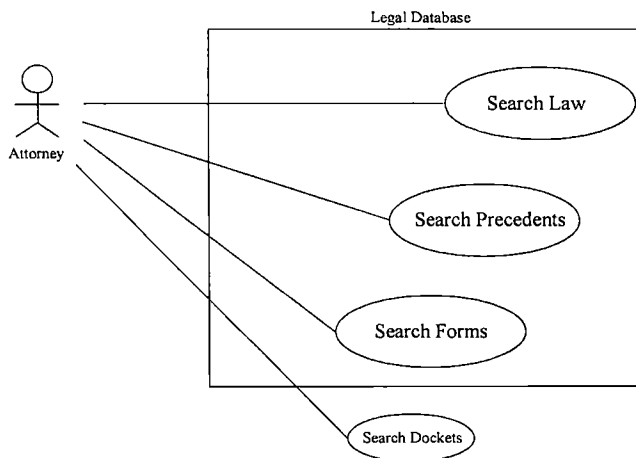 Legal Database
Search Law
Attorney
Search Precedents
Search Forms
Search Dockets